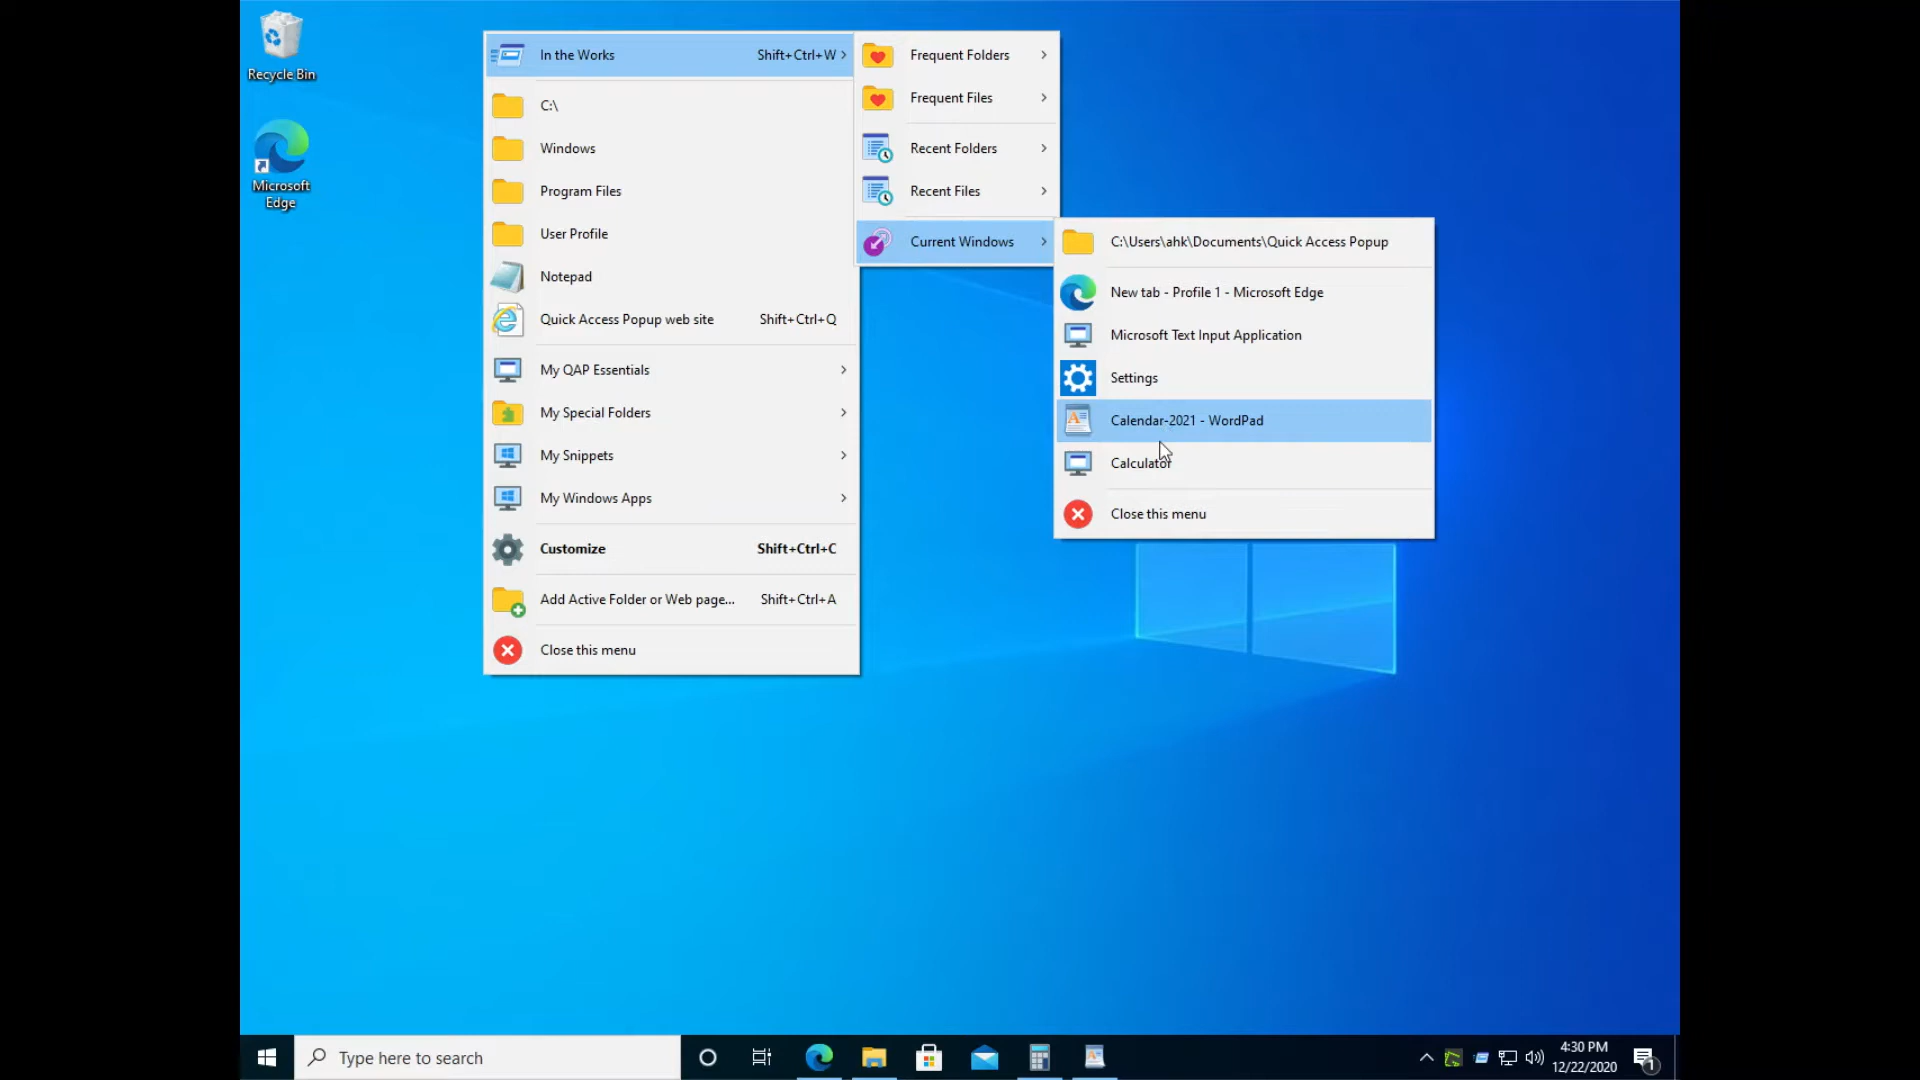 Recycle Bin
Microsoft
Edge
In the Works Shift+Ctrl+W
C:\
Windows
Program Files
User Profile
Notepad
Quick Access Popup web site Shift+Ctrl+Q
My QAP Essentials
My Special Folders
My Snippets
My Windows Apps
Customize Shift+Ctrl+C
Add Active Folder or Web page... Shift+Ctrl+A
Close this menu
Frequent Folders
Frequent Files
Recent Folders
Recent Files
Current Windows
C:\Users\ahk\Documents\Quick Access Popup
New tab - Profile 1 - Microsoft Edge
Microsoft Text Input Application
Settings
Calendar-2021 - WordPad
Calculator
Close this menu
Type here to search
4:30 PM
12/22/2020
1